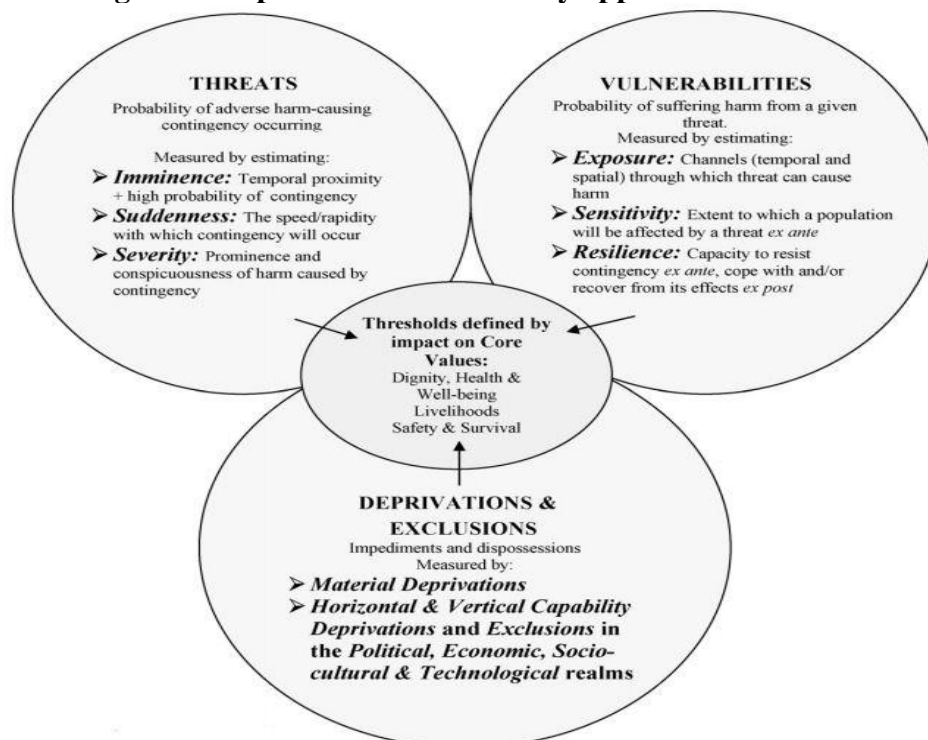 THREATS
Probability of adverse harm-causing
contingency occurring
Measured by estimating:
➢ Imminence: Temporal proximity
+ high probability of contingency
➢ Suddenness: The speed/rapidity
with which contingency will occur
➢ Severity: Prominence and
conspicuousness of harm caused by
contingency
VULNERABILITIES
Probability of suffering harm from a given
threat.
Measured by estimating:
➢ Exposure: Channels (temporal and
spatial) through which threat can cause
harm
➢ Sensitivity: Extent to which a population
will be affected by a threat ex ante
➢ Resilience: Capacity to resist
contingency ex ante, cope with and/or
recover from its effects ex post
Thresholds defined by
impact on Core
Values:
Dignity, Health &
Well-being
Livelihoods
Safety & Survival
DEPRIVATIONS &
EXCLUSIONS
Impediments and dispossessions
Measured by:
➢ Material Deprivations
➢ Horizontal & Vertical Capability
Deprivations and Exclusions in
the Political, Economic, Socio-
cultural & Technological realms